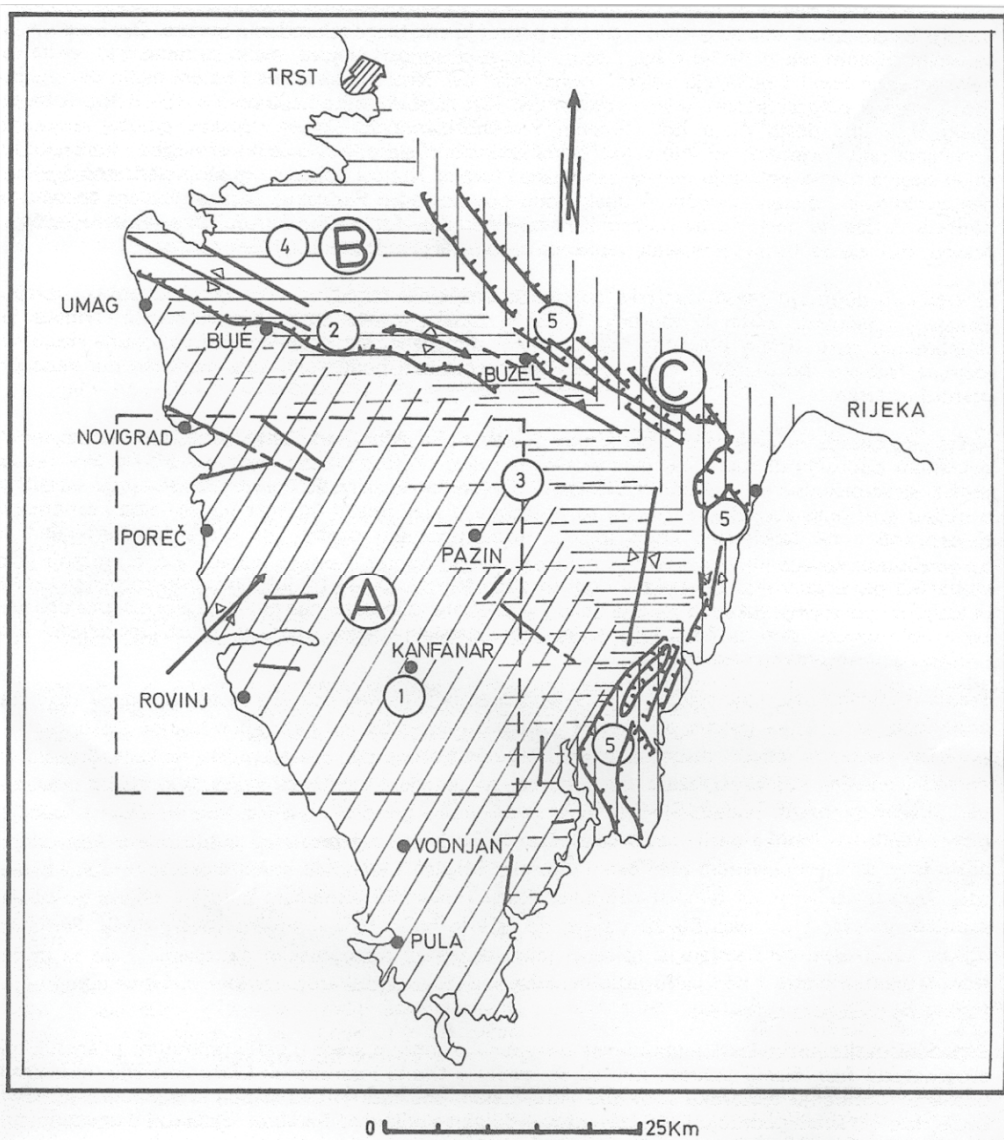 TRST
4
B
UMAG
BUJE
2
5
BUZET
C
RIJEKA
NOVIGRAD
3
5
POREČ
PAZIN
A
KANFANAR
ROVINJ
1
5
VODNJAN
PULA
0 25Km